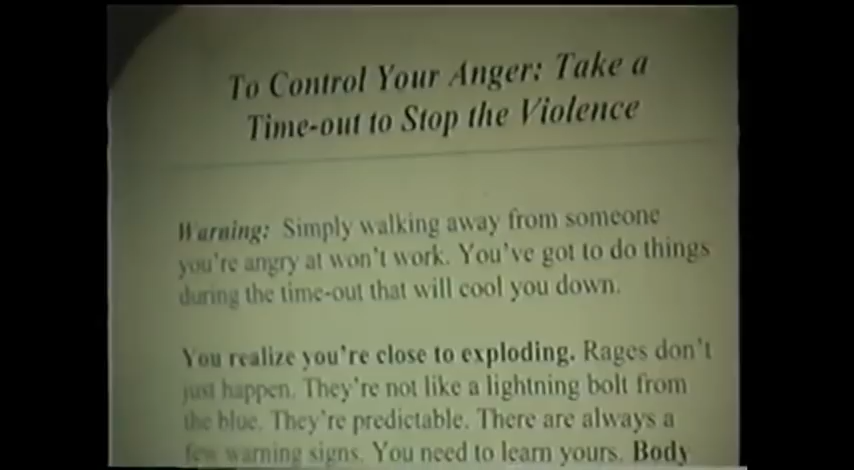 To Control Your Anger: Take a
Time-out to Stop the Violence
Warning: Simply walking away from someone
you're angry at won't work. You've got to do things
during the time-out that will cool you down.
You realize you're close to exploding. Rages don't
just happen. They're not like a lightning bolt from
the blue. They're predictable. There are always a
few warning signs. You need to learn yours. Body